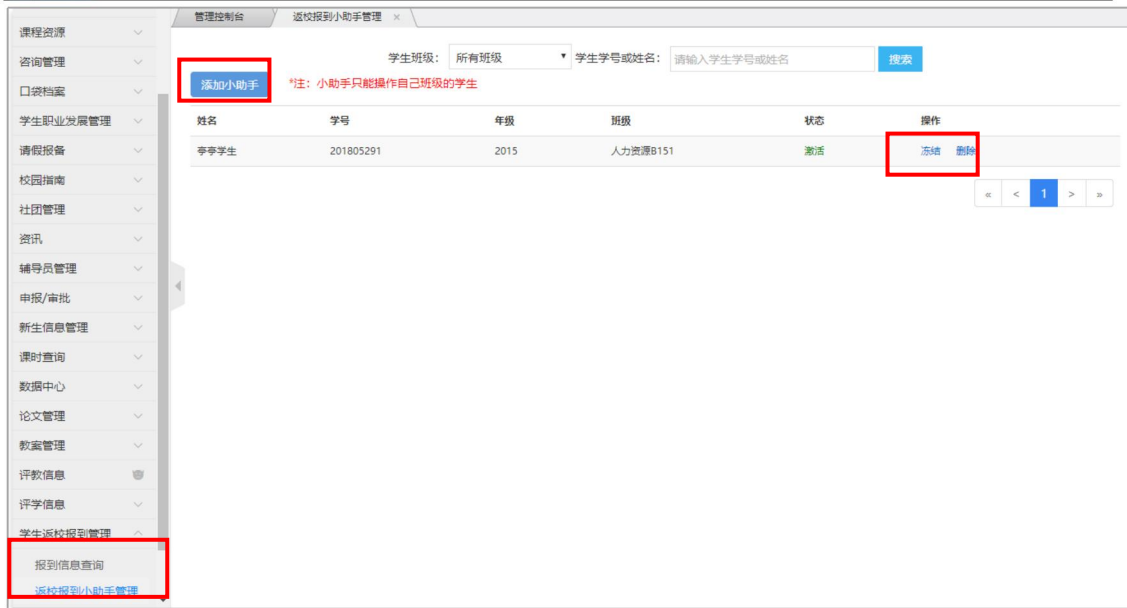 管理控制台 返校报到小助手管理 ×
课程资源
咨询管理
口袋档案
学生职业发展管理
请假报备
校园指南
社团管理
资讯
辅导员管理
申报/审批
新生信息管理
课时查询
数据中心
论文管理
教案管理
评教信息
评学信息
学生返校报到管理
报到信息查询
返校报到小助手管理
学生班级： 所有班级 学生学号或姓名： 请输入学生学号或姓名 搜索
添加小助手 *注：小助手只能操作自己班级的学生
姓名 学号 年级 班级 状态 操作
亭亭学生 201805291 2015 人力资源B151 激活 冻结 删除
« < 1 > »